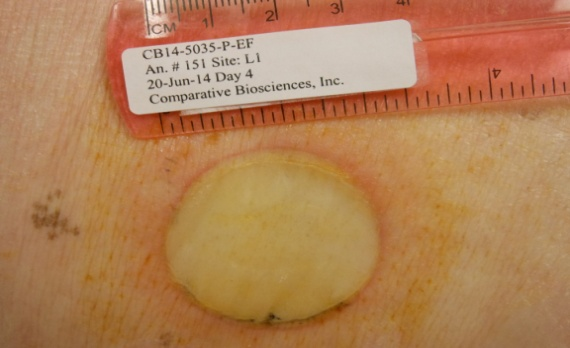 CM 1 2 3 4
CB14-5035-P-EF
An. # 151 Site: L1
20-Jun-14 Day 4
Comparative Biosciences, Inc.
4